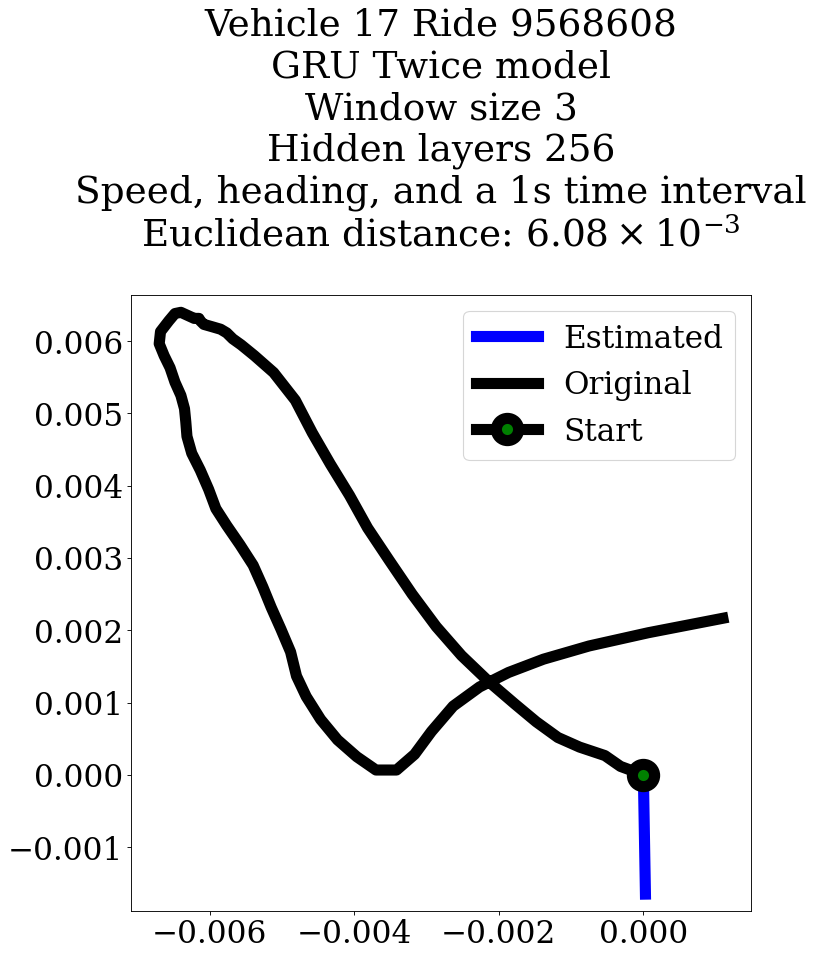 Vehicle 17 Ride 9568608
GRU Twice model
Window size 3
Hidden layers 256
Speed, heading, and a 1s time interval
Euclidean distance: 6.08 × 10⁻³
Estimated
Original
Start
0.006
0.005
0.004
0.003
0.002
0.001
0.000
−0.001
−0.006 −0.004 −0.002 0.000